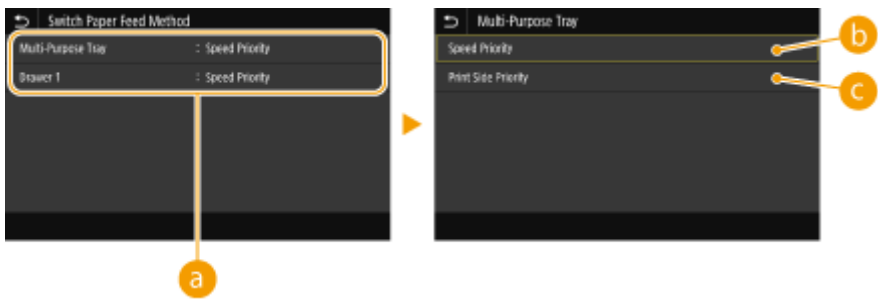 Switch Paper Feed Method
Multi-Purpose Tray : Speed Priority
Drawer 1 : Speed Priority
a
Multi-Purpose Tray
Speed Priority
b
Print Side Priority
c